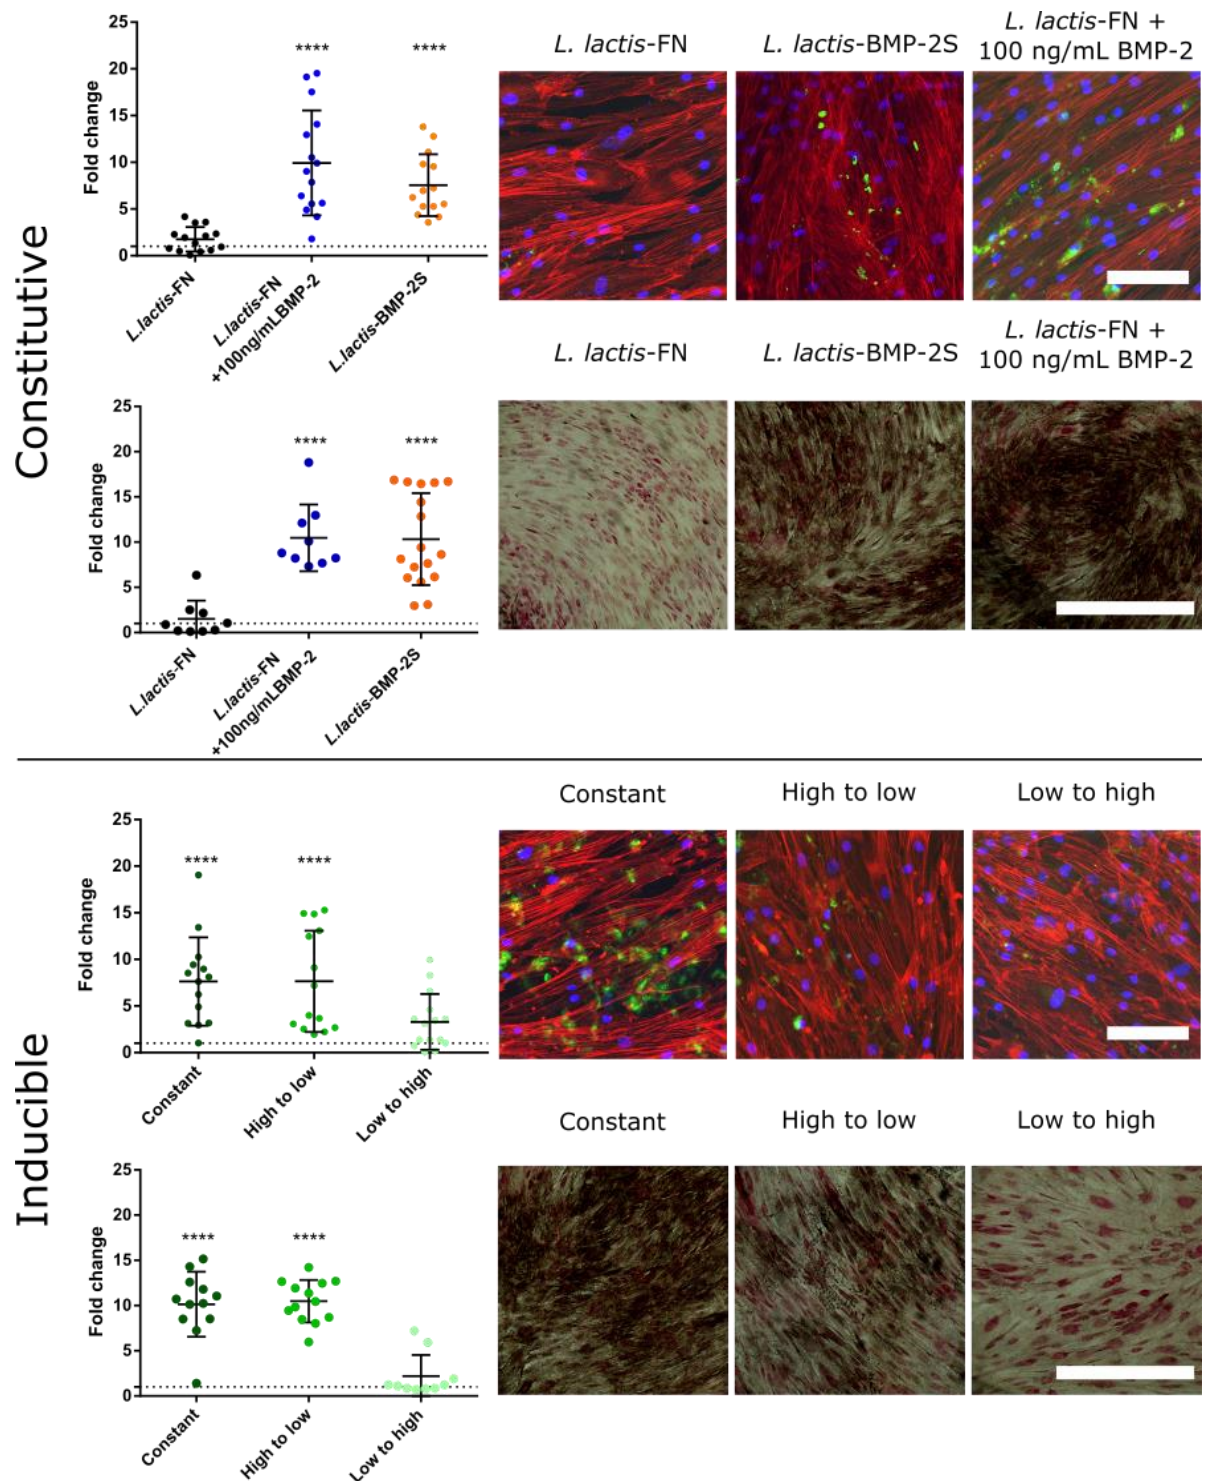 Constitutive
25
20
15
10
5
0
Fold change
****
****
L.lactis-FN
L.lactis-FN
+100ng/mLBMP-2
L.lactis-BMP-2S
L. lactis-FN
L. lactis-BMP-2S
L. lactis-FN +
100 ng/mL BMP-2
25
20
15
10
5
0
Fold change
****
****
L.lactis-FN
L.lactis-FN
+100ng/mLBMP-2
L.lactis-BMP-2S
L. lactis-FN
L. lactis-BMP-2S
L. lactis-FN +
100 ng/mL BMP-2
Inducible
25
20
15
10
5
0
Fold change
****
****
Constant
High to low
Low to high
Constant
High to low
Low to high
25
20
15
10
5
0
Fold change
****
****
Constant
High to low
Low to high
Constant
High to low
Low to high